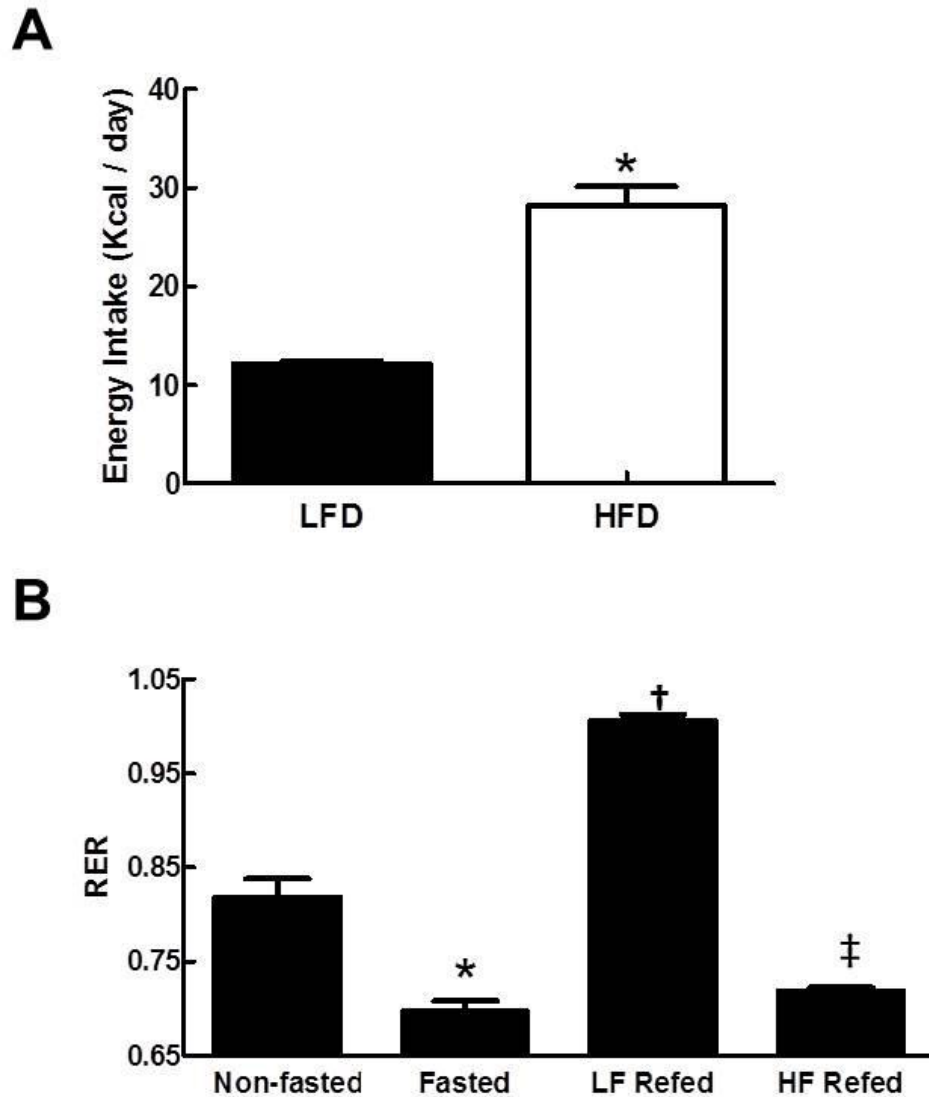 A
Energy Intake (Kcal / day)
40
30
20
10
0
*
LFD HFD
B
RER
1.05
0.95
0.85
0.75
0.65
* † ‡
Non-fasted Fasted LF Refed HF Refed